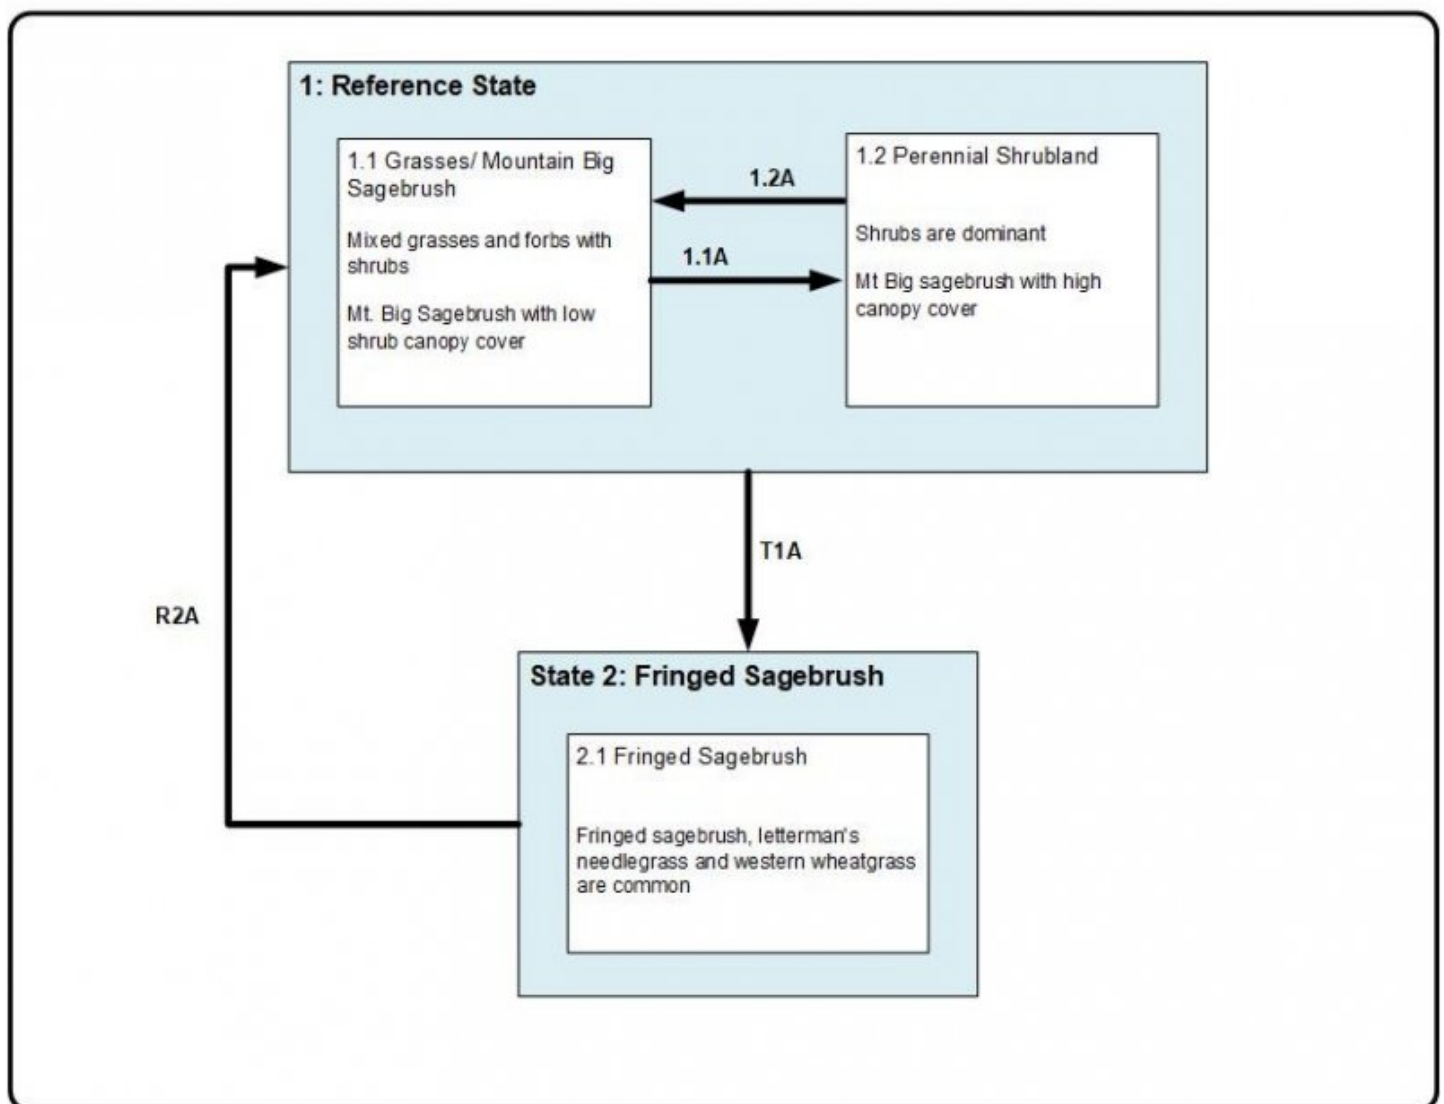 1: Reference State
1.1 Grasses/ Mountain Big
Sagebrush
Mixed grasses and forbs with
shrubs
Mt. Big Sagebrush with low
shrub canopy cover
1.2A
1.1A
1.2 Perennial Shrubland
Shrubs are dominant
Mt Big sagebrush with high
canopy cover
T1A
R2A
State 2: Fringed Sagebrush
2.1 Fringed Sagebrush
Fringed sagebrush, letterman's
needlegrass and western wheatgrass
are common